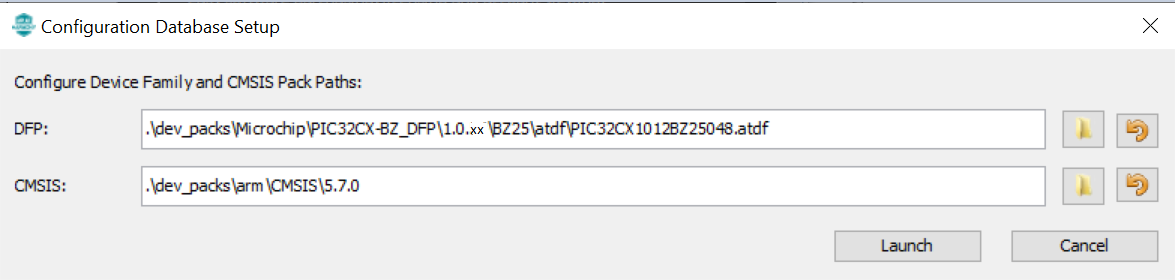 Configuration Database Setup
Configure Device Family and CMSIS Pack Paths:
DFP: .\dev_packs\Microchip\PIC32CX-BZ_DFP\1.0.xx\BZ25\atdf\PIC32CX1012BZ25048.atdf
CMSIS: .\dev_packs\arm\CMSIS\5.7.0
Launch Cancel